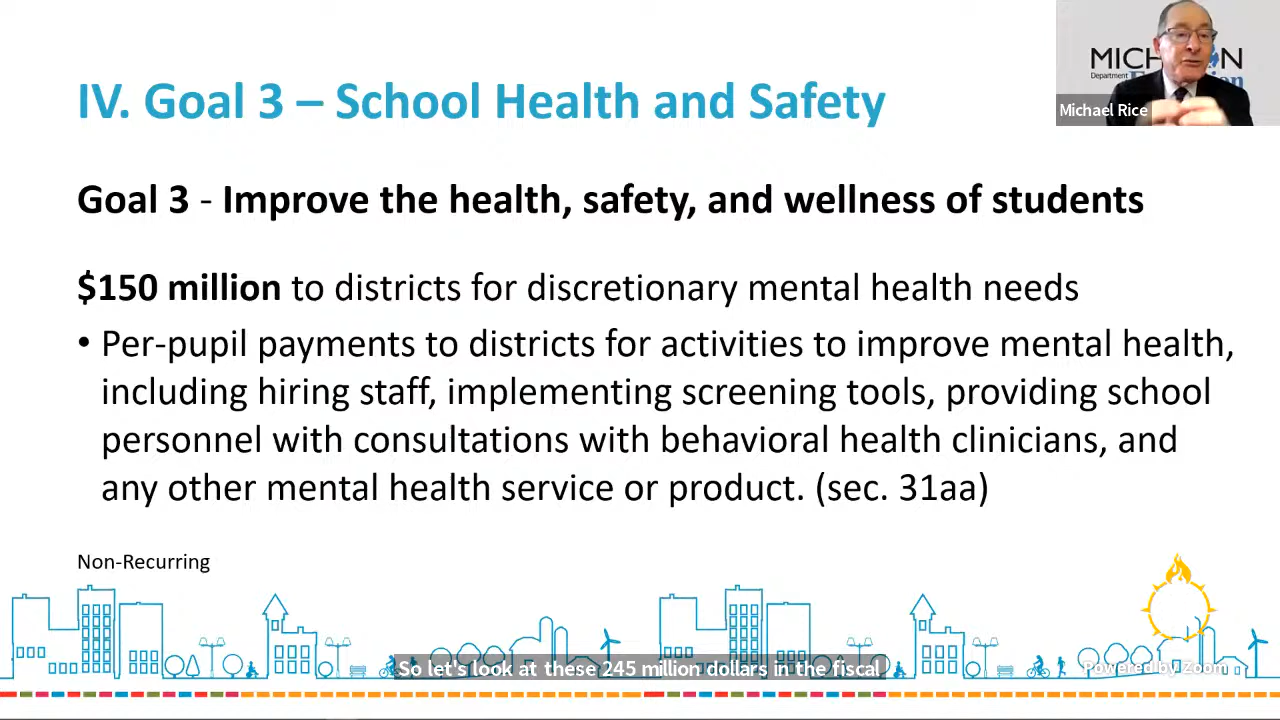 IV. Goal 3 – School Health and Safety
MICH N
Department
Michael Rice
Goal 3 - Improve the health, safety, and wellness of students
$150 million to districts for discretionary mental health needs
• Per-pupil payments to districts for activities to improve mental health,
including hiring staff, implementing screening tools, providing school
personnel with consultations with behavioral health clinicians, and
any other mental health service or product. (sec. 31aa)
Non-Recurring
So let's look at these 245 million dollars in the fiscal
Powered by Zoom